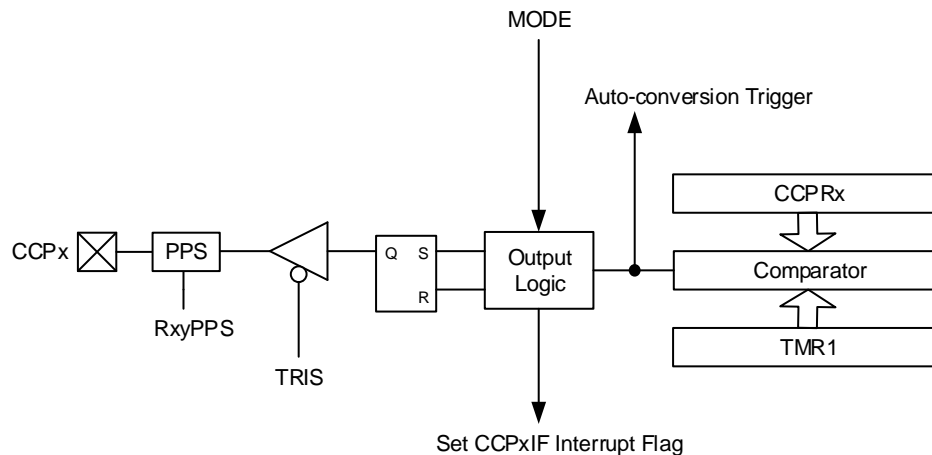 MODE
Auto-conversion Trigger
CCPRx
CCPx
PPS
Q
S
R
Output
Logic
Comparator
RxyPPS
TRIS
TMR1
Set CCPxIF Interrupt Flag